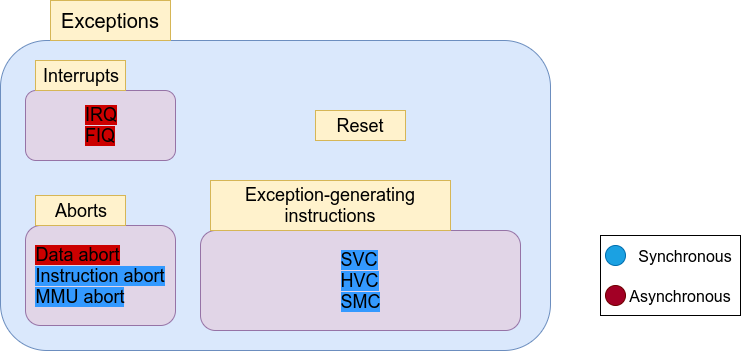 Exceptions
Interrupts
IRQ
FIQ
Reset
Aborts
Data abort
Instruction abort
MMU abort
Exception-generating
instructions
SVC
HVC
SMC
Synchronous
Asynchronous